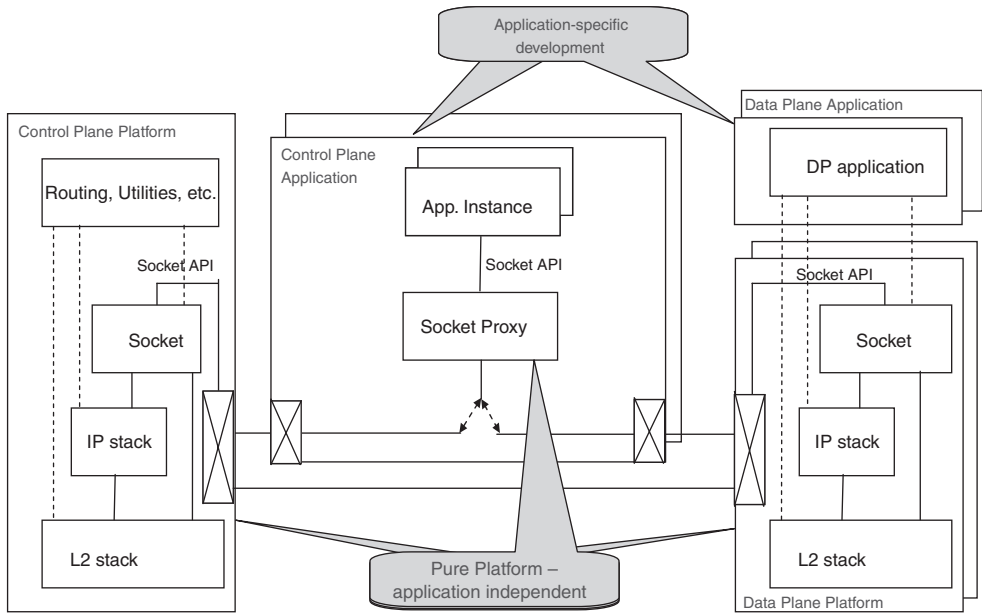 Application-specific
development
Control Plane Platform
Routing, Utilities, etc.
Socket API
Socket
IP stack
L2 stack
Control Plane
Application
App. Instance
Socket API
Socket Proxy
Pure Platform –
application independent
Data Plane Application
DP application
Socket API
Socket
IP stack
L2 stack
Data Plane Platform